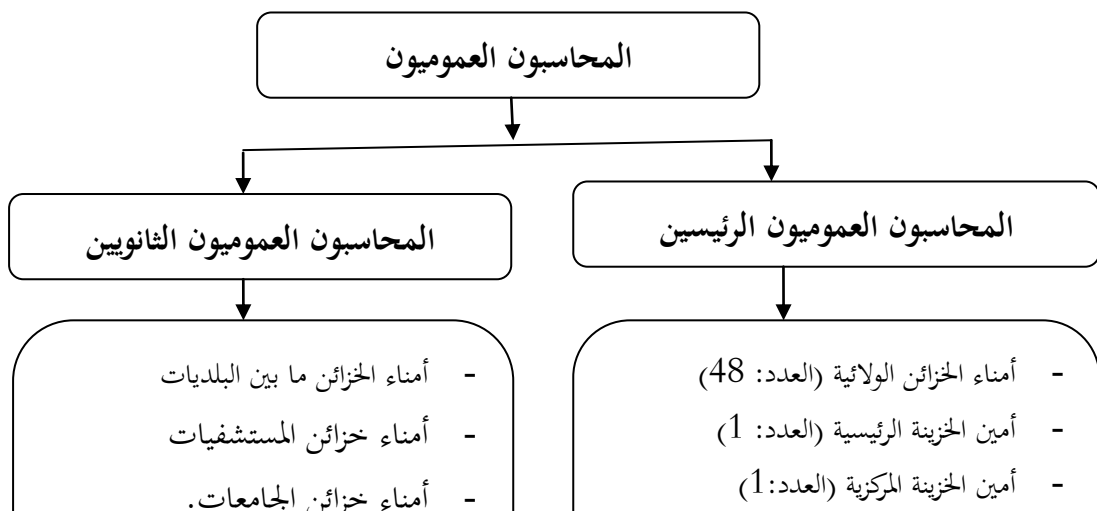 المحاسبون العموميون
المحاسبون العموميون الرئيسين
المحاسبون العموميون الثانويين
- أمناء الخزائن الولائية (العدد: 48)
- أمين الخزينة الرئيسية (العدد: 1)
- أمين الخزينة المركزية (العدد:1)
- أمناء الخزائن ما بين البلديات
- أمناء خزائن المستشفيات
- أمناء خزائن الجامعات.